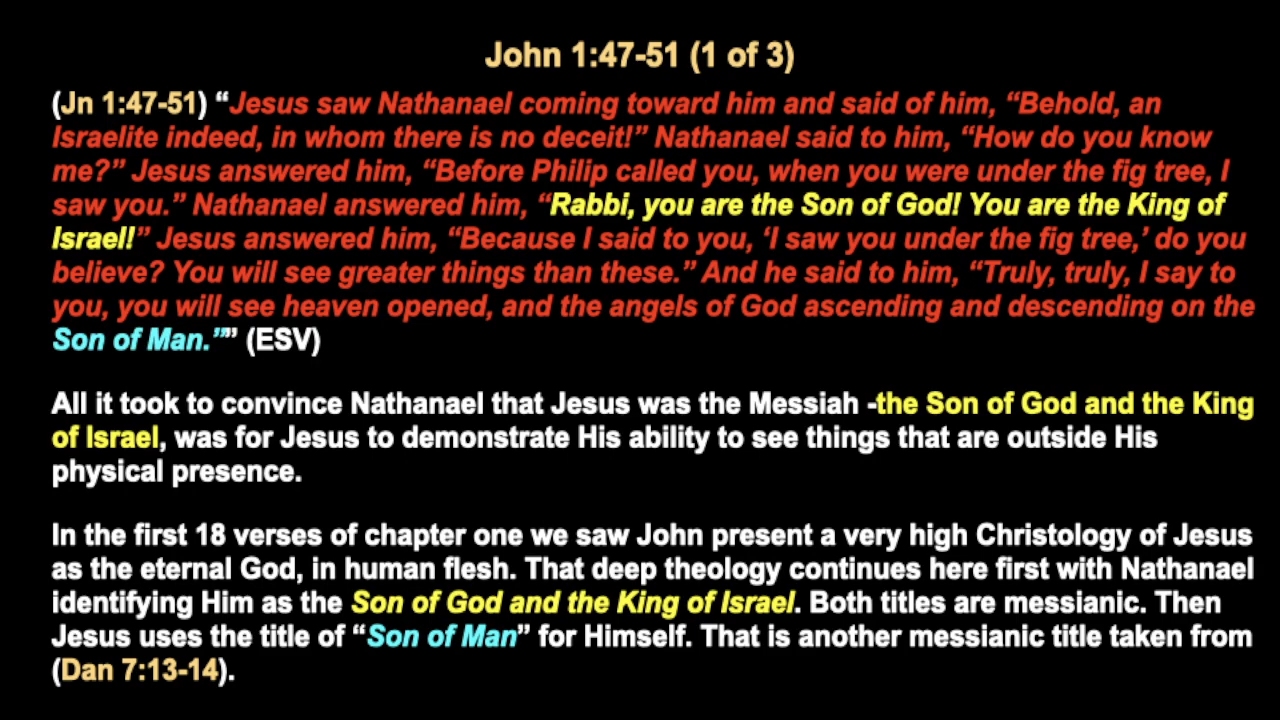 John 1:47-51 (1 of 3)
(Jn 1:47-51) “Jesus saw Nathanael coming toward him and said of him, “Behold, an
Israelite indeed, in whom there is no deceit!” Nathanael said to him, “How do you know
me?” Jesus answered him, “Before Philip called you, when you were under the fig tree, I
saw you.” Nathanael answered him, “Rabbi, you are the Son of God! You are the King of
Israel!” Jesus answered him, “Because I said to you, ‘I saw you under the fig tree,’ do you
believe? You will see greater things than these.” And he said to him, “Truly, truly, I say to
you, you will see heaven opened, and the angels of God ascending and descending on the
Son of Man.”” (ESV)
All it took to convince Nathanael that Jesus was the Messiah -the Son of God and the King
of Israel, was for Jesus to demonstrate His ability to see things that are outside His
physical presence.
In the first 18 verses of chapter one we saw John present a very high Christology of Jesus
as the eternal God, in human flesh. That deep theology continues here first with Nathanael
identifying Him as the Son of God and the King of Israel. Both titles are messianic. Then
Jesus uses the title of “Son of Man” for Himself. That is another messianic title taken from
(Dan 7:13-14).